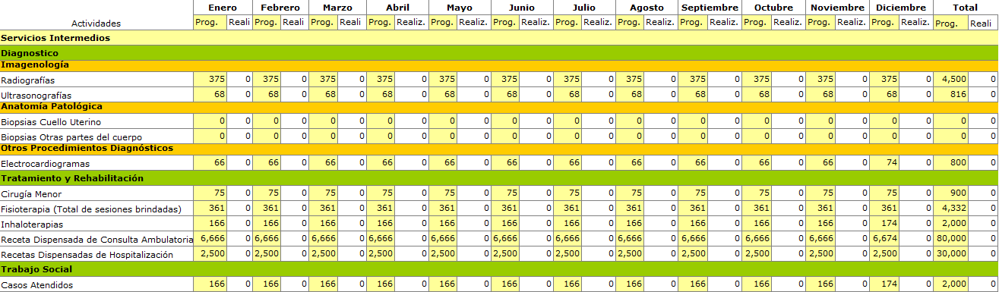 Enero Febrero Marzo Abril Mayo Junio Julio Agosto Septiembre Octubre Noviembre Diciembre Total
Actividades Prog. Reali Prog. Reali Prog. Reali Prog. Realiz. Prog. Realiz. Prog. Realiz. Prog. Realiz. Prog. Realiz. Prog. Realiz. Prog. Realiz. Prog. Realiz. Prog. Realiz. Prog. Reali
Servicios Intermedios
Diagnostico
Imagenología
Radiografías 375 0 375 0 375 0 375 0 375 0 375 0 375 0 375 0 375 0 375 0 375 0 375 0 4,500 0
Ultrasonografías 68 0 68 0 68 0 68 0 68 0 68 0 68 0 68 0 68 0 68 0 68 0 68 0 816 0
Anatomía Patológica
Biopsias Cuello Uterino 0 0 0 0 0 0 0 0 0 0 0 0 0 0 0 0 0 0 0 0 0 0 0 0 0 0
Biopsias Otras partes del cuerpo 0 0 0 0 0 0 0 0 0 0 0 0 0 0 0 0 0 0 0 0 0 0 0 0 0 0
Otros Procedimientos Diagnósticos
Electrocardiogramas 66 0 66 0 66 0 66 0 66 0 66 0 66 0 66 0 66 0 66 0 66 0 74 0 800 0
Tratamiento y Rehabilitación
Cirugía Menor 75 0 75 0 75 0 75 0 75 0 75 0 75 0 75 0 75 0 75 0 75 0 75 0 900 0
Fisioterapia (Total de sesiones brindadas) 361 0 361 0 361 0 361 0 361 0 361 0 361 0 361 0 361 0 361 0 361 0 361 0 4,332 0
Inhaloterapias 166 0 166 0 166 0 166 0 166 0 166 0 166 0 166 0 166 0 166 0 166 0 174 0 2,000 0
Receta Dispensada de Consulta Ambulatoria 6,666 0 6,666 0 6,666 0 6,666 0 6,666 0 6,666 0 6,666 0 6,666 0 6,666 0 6,666 0 6,666 0 6,674 0 80,000 0
Recetas Dispensadas de Hospitalización 2,500 0 2,500 0 2,500 0 2,500 0 2,500 0 2,500 0 2,500 0 2,500 0 2,500 0 2,500 0 2,500 0 2,500 0 30,000 0
Trabajo Social
Casos Atendidos 166 0 166 0 166 0 166 0 166 0 166 0 166 0 166 0 166 0 166 0 166 0 174 0 2,000 0